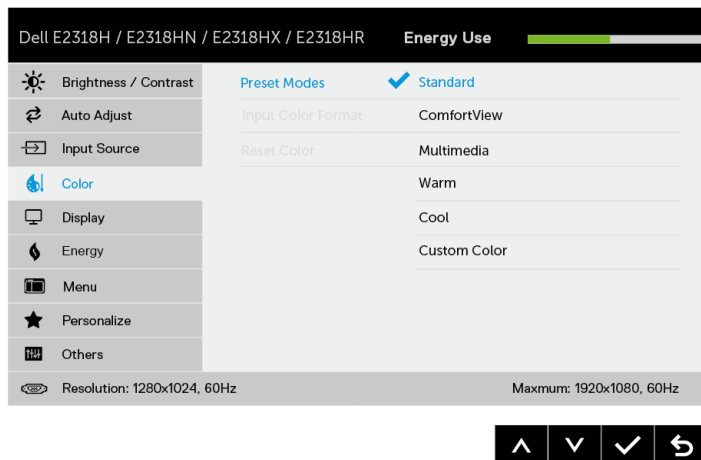 Dell E2318H / E2318HN / E2318HX / E2318HR Energy Use
Brightness / Contrast Preset Modes Standard
Auto Adjust Input Color Format ComfortView
Input Source Reset Color Multimedia
Color Warm
Display Cool
Energy Custom Color
Menu
Personalize
Others
Resolution: 1280x1024, 60Hz Maxmum: 1920x1080, 60Hz